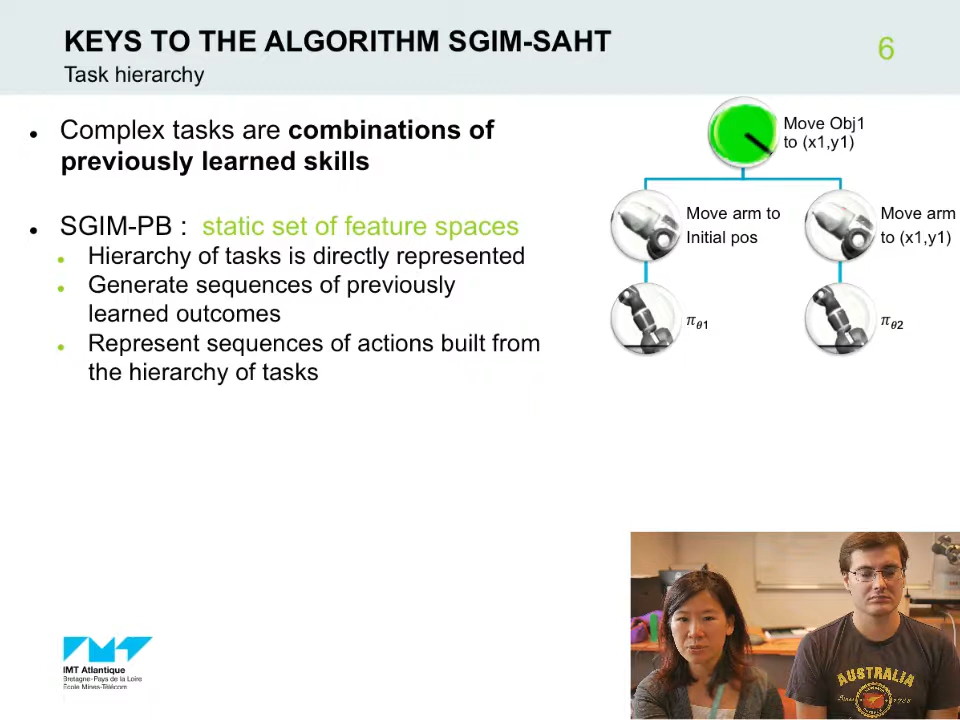 KEYS TO THE ALGORITHM SGIM-SAHT
6
Task hierarchy
Complex tasks are combinations of
previously learned skills
SGIM-PB : static set of feature spaces
Hierarchy of tasks is directly represented
Generate sequences of previously
learned outcomes
Represent sequences of actions built from
the hierarchy of tasks
Move Obj1
to (x1,y1)
Move arm to
Initial pos
Move arm
to (x1,y1)
πθ1
πθ2
IMT Atlantique
Bretagne-Pays de la Loire
École Mines-Télécom
AUSTRALIA